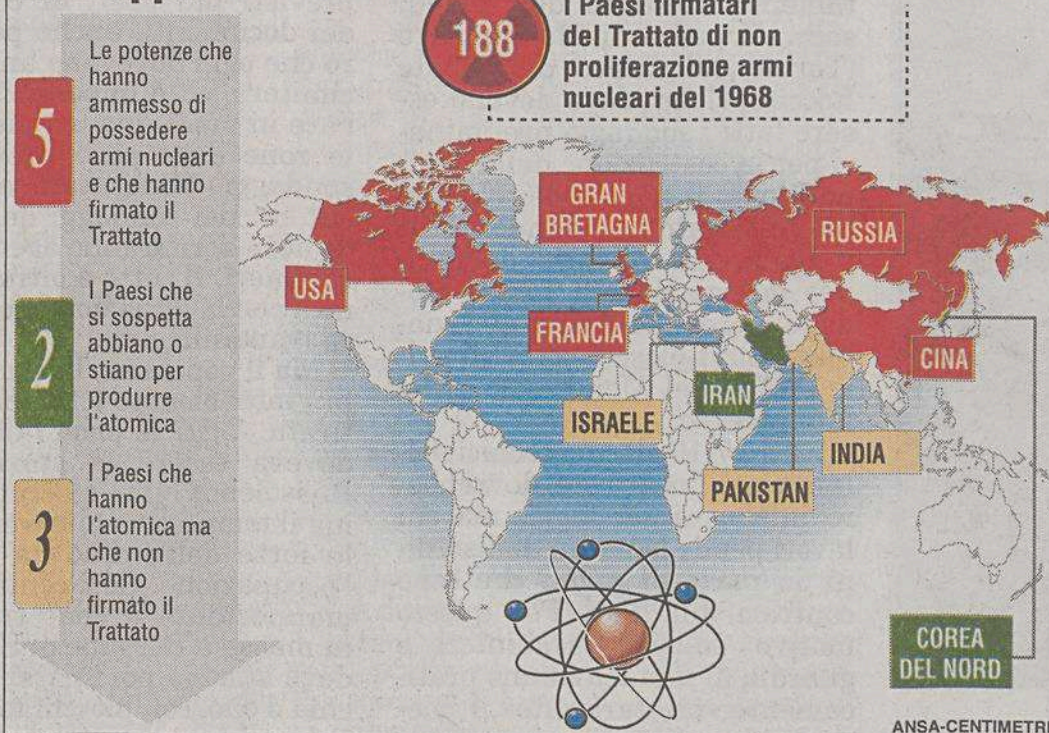 188
I Paesi firmatari
del Trattato di non
proliferazione armi
nucleari del 1968
5
Le potenze che
hanno
ammesso di
possedere
armi nucleari
e che hanno
firmato il
Trattato
2
I Paesi che
si sospetta
abbiano o
stiano per
produrre
l'atomica
3
I Paesi che
hanno
l'atomica ma
che non
hanno
firmato il
Trattato
USA
GRAN
BRETAGNA
FRANCIA
RUSSIA
CINA
IRAN
ISRAELE
INDIA
PAKISTAN
COREA
DEL NORD
ANSA-CENTIMETRI